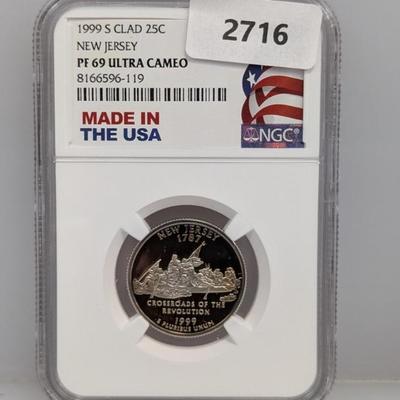 1999 S CLAD 25C
NEW JERSEY
PF 69 ULTRA CAMEO
8166596-119
2716
MADE IN
THE USA
NGC
NEW JERSEY
1787
CROSSROADS OF THE
REVOLUTION
1999
E PLURIBUS UNUM